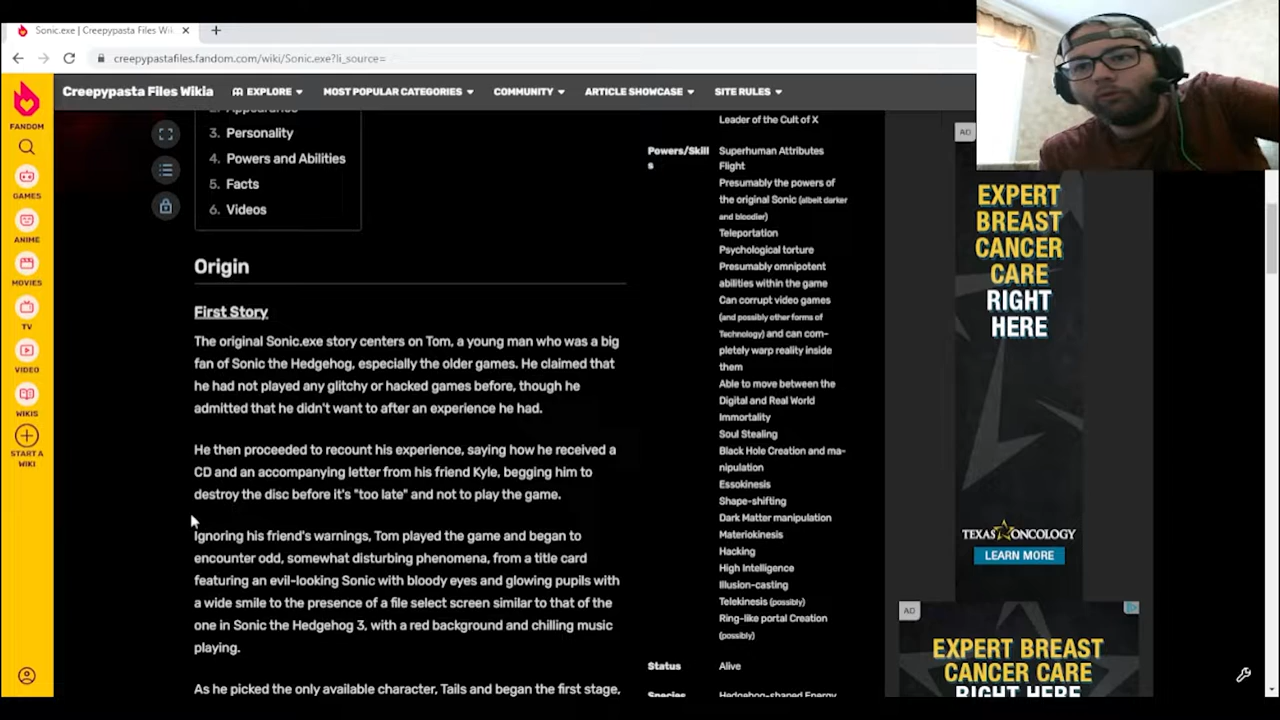 Sonic.exe | Creepypasta Files Wiki
creepypastafiles.fandom.com/wiki/Sonic.exe?li_source=
FANDOM
GAMES
ANIME
MOVIES
TV
VIDEO
WIKIS
START A
WIKI
Creepypasta Files Wikia
EXPLORE
MOST POPULAR CATEGORIES
COMMUNITY
ARTICLE SHOWCASE
SITE RULES
2. Appearance
3. Personality
4. Powers and Abilities
5. Facts
6. Videos
Origin
First Story
The original Sonic.exe story centers on Tom, a young man who was a big
fan of Sonic the Hedgehog, especially the older games. He claimed that
he had not played any glitchy or hacked games before, though he
admitted that he didn't want to after an experience he had.
He then proceeded to recount his experience, saying how he received a
CD and an accompanying letter from his friend Kyle, begging him to
destroy the disc before it's "too late" and not to play the game.
Ignoring his friend's warnings, Tom played the game and began to
encounter odd, somewhat disturbing phenomena, from a title card
featuring an evil-looking Sonic with bloody eyes and glowing pupils with
a wide smile to the presence of a file select screen similar to that of the
one in Sonic the Hedgehog 3, with a red background and chilling music
playing.
As he picked the only available character, Tails and began the first stage,
Leader of the Cult of X
Powers/Skill
s
Superhuman Attributes
Flight
Presumably the powers of
the original Sonic (albeit darker
and bloodier)
Teleportation
Psychological torture
Presumably omnipotent
abilities within the game
Can corrupt video games
(and possibly other forms of
Technology) and can com-
pletely warp reality inside
them
Able to move between the
Digital and Real World
Immortality
Soul Stealing
Black Hole Creation and ma-
nipulation
Essokinesis
Shape-shifting
Dark Matter manipulation
Materiokinesis
Hacking
High Intelligence
Illusion-casting
Telekinesis (possibly)
Ring-like portal Creation
(possibly)
Status
Alive
Species
Hedgehog-shaped Energy
AD
EXPERT
BREAST
CANCER
CARE
RIGHT
HERE
TEXAS ONCOLOGY
LEARN MORE
AD
EXPERT BREAST
CANCER CARE
RIGHT HERE